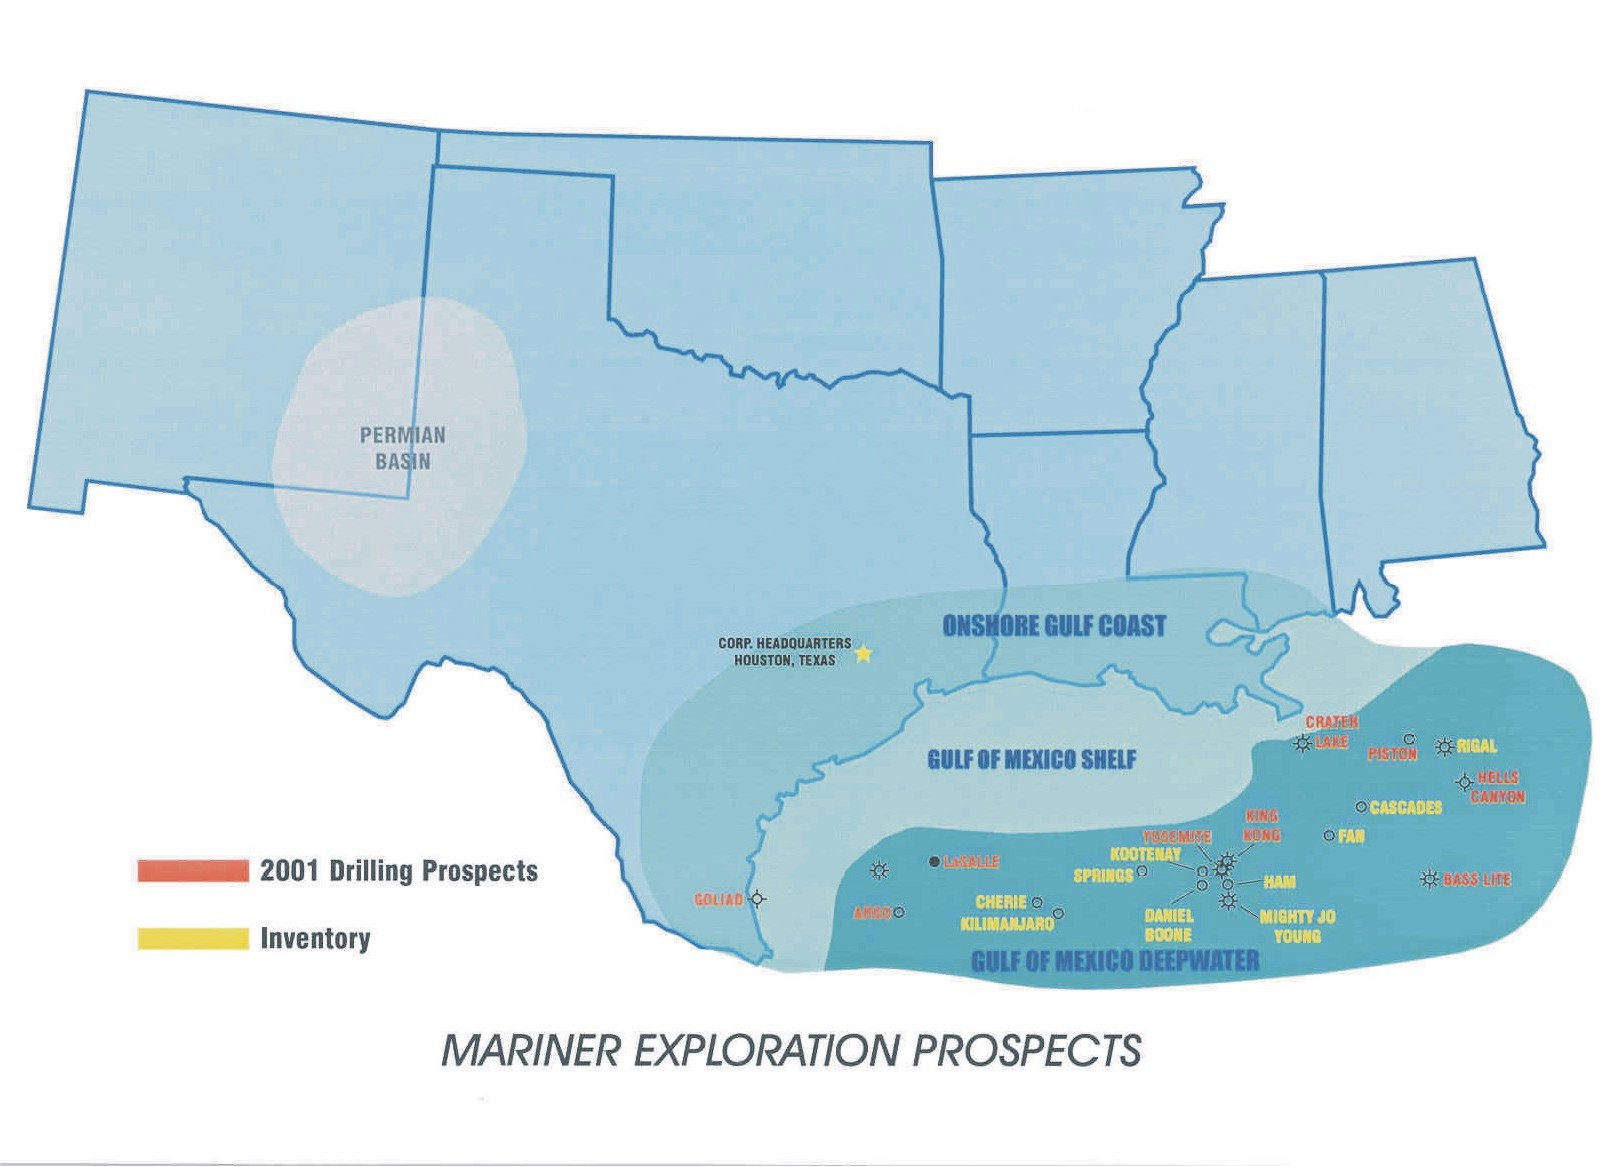 PERMIAN
BASIN
ONSHORE GULF COAST
CORP. HEADQUARTERS
HOUSTON, TEXAS
GULF OF MEXICO SHELF
CRATER
LAKE
PISTON
RIGAL
HELLS
CANYON
CASCADES
KING
KONG
YOSEMITE
FAN
KOOTENAY
SPRINGS
LASALLE
HAM
BASS LITE
GOLIAD
ARGO
CHERIE
KILIMANJARO
DANIEL
BOONE
MIGHTY JO
YOUNG
GULF OF MEXICO DEEPWATER
2001 Drilling Prospects
Inventory
MARINER EXPLORATION PROSPECTS